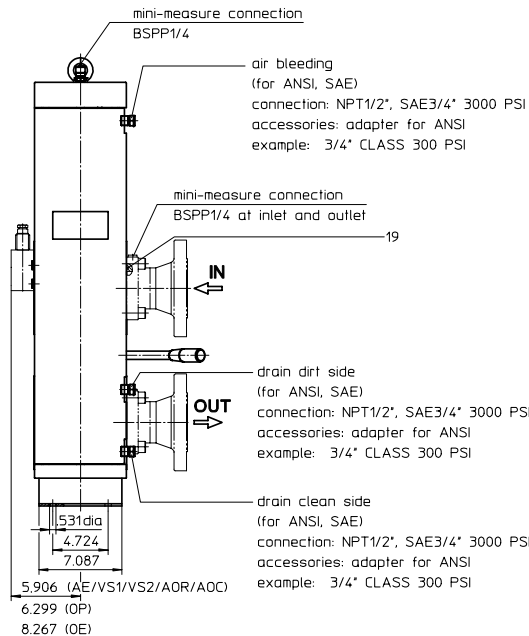 mini-measure connection
BSPP1/4
air bleeding
(for ANSI, SAE)
connection: NPT1/2", SAE3/4" 3000 PSI
accessories: adapter for ANSI
example: 3/4" CLASS 300 PSI
mini-measure connection
BSPP1/4 at inlet and outlet
19
IN
drain dirt side
(for ANSI, SAE)
connection: NPT1/2", SAE3/4" 3000 PSI
accessories: adapter for ANSI
example: 3/4" CLASS 300 PSI
OUT
drain clean side
(for ANSI, SAE)
connection: NPT1/2", SAE3/4" 3000 PSI
accessories: adapter for ANSI
example: 3/4" CLASS 300 PSI
.531dia
4.724
7.087
5.906 (AE/VS1/VS2/AOR/AOC)
6.299 (OP)
8.267 (OE)